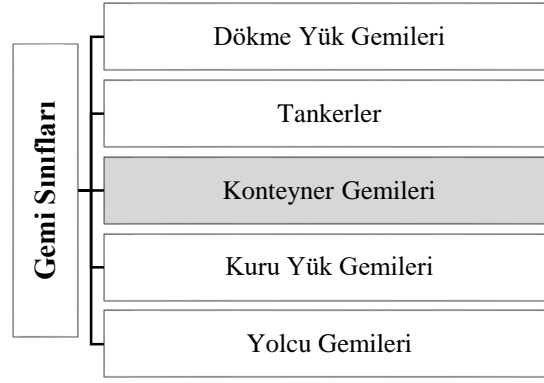 Gemi Sınıfları
Dökme Yük Gemileri
Tankerler
Konteyner Gemileri
Kuru Yük Gemileri
Yolcu Gemileri